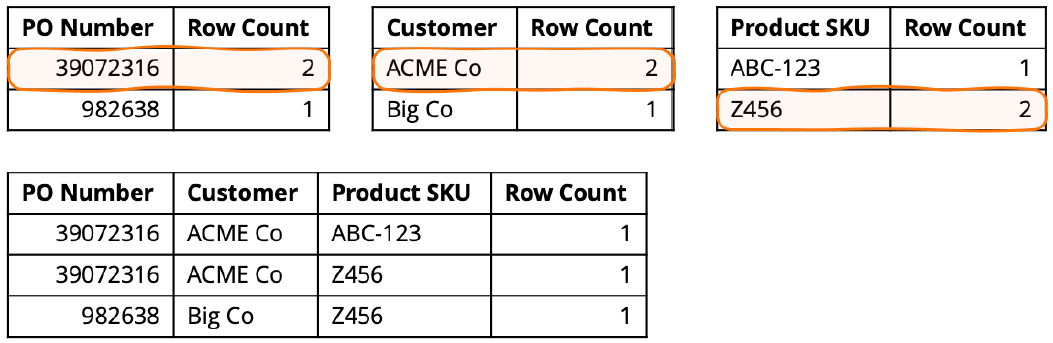 PO Number Row Count
39072316 2
982638 1
Customer Row Count
ACME Co 2
Big Co 1
Product SKU Row Count
ABC-123 1
Z456 2
PO Number Customer Product SKU Row Count
39072316 ACME Co ABC-123 1
39072316 ACME Co Z456 1
982638 Big Co Z456 1